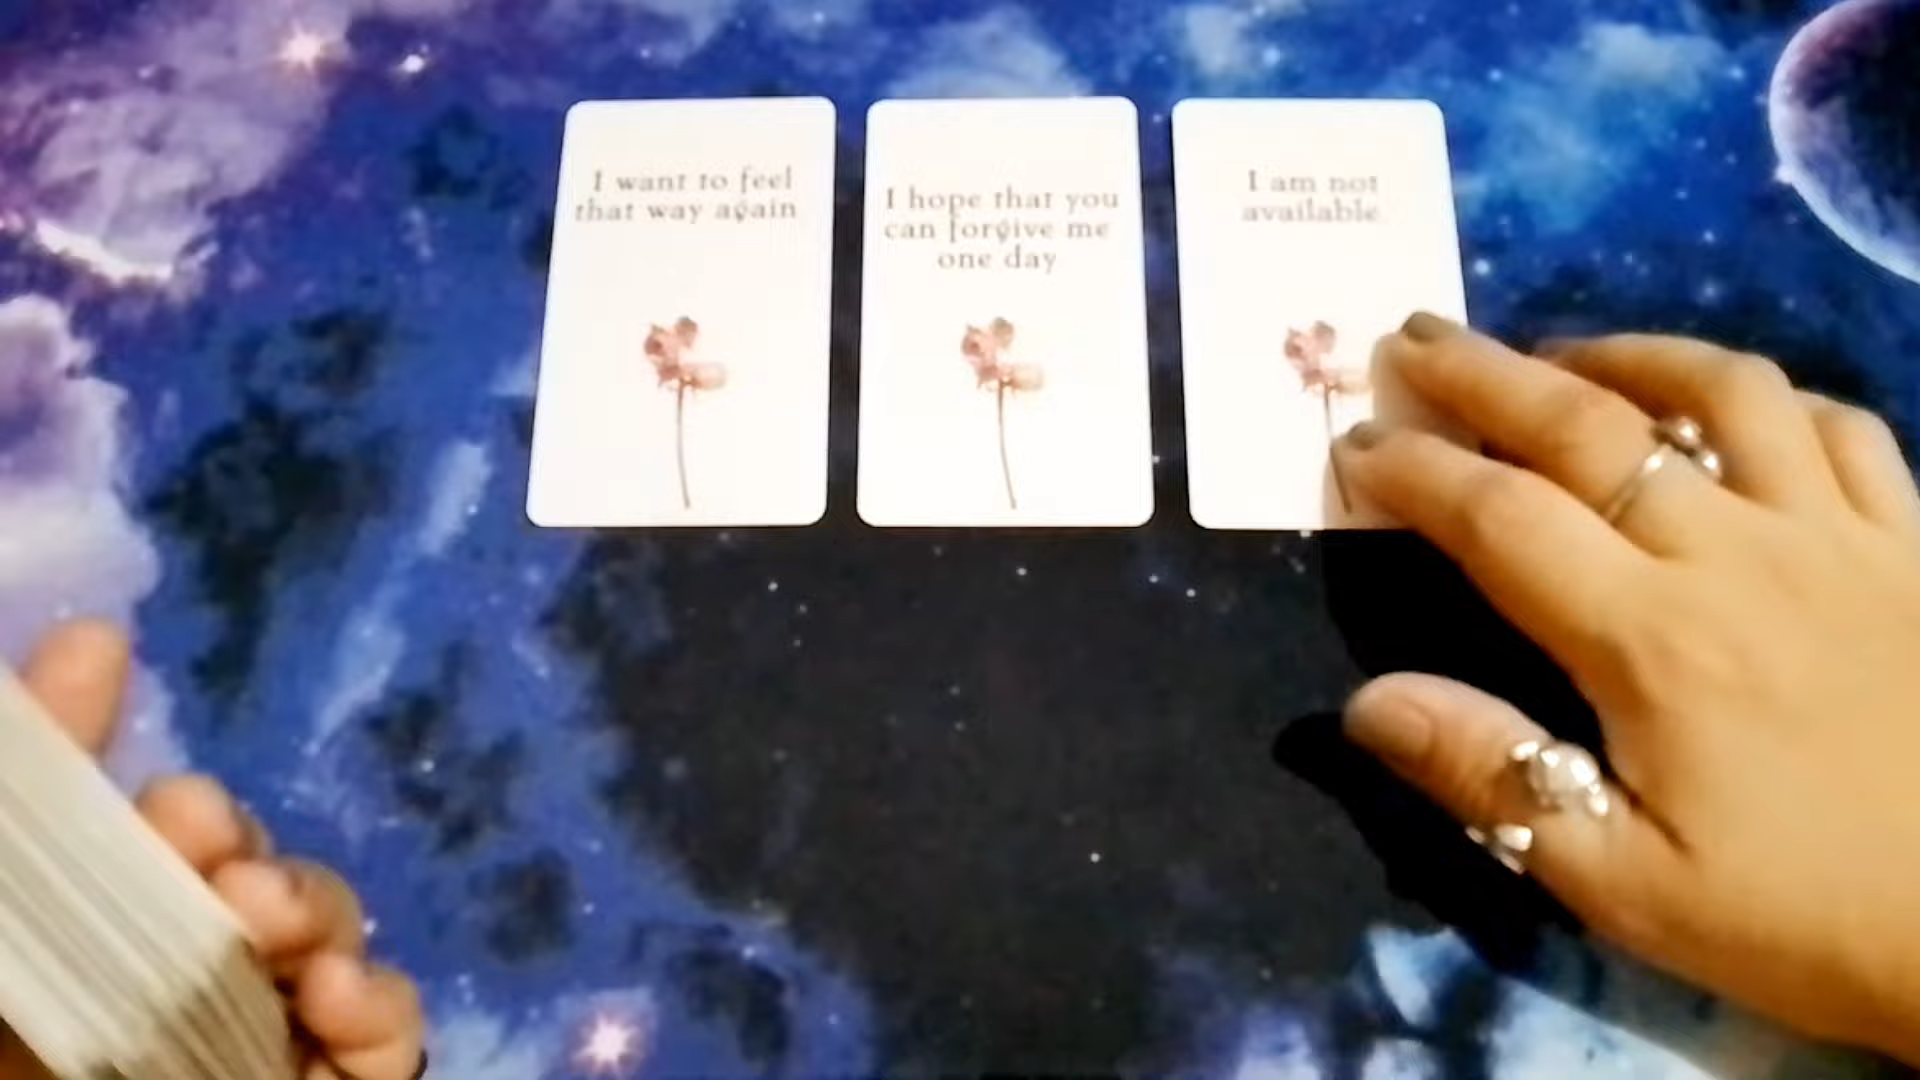 I want to feel
that way again
I hope that you
can forgive me
one day
I am not
available.